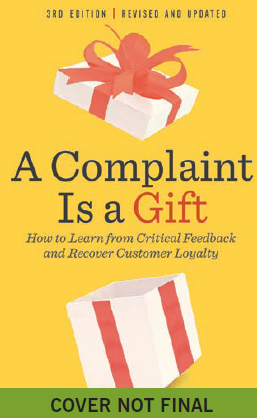 3RD EDITION | REVISED AND UPDATED
A Complaint
Is a Gift
How to Learn from Critical Feedback
and Recover Customer Loyalty
COVER NOT FINAL